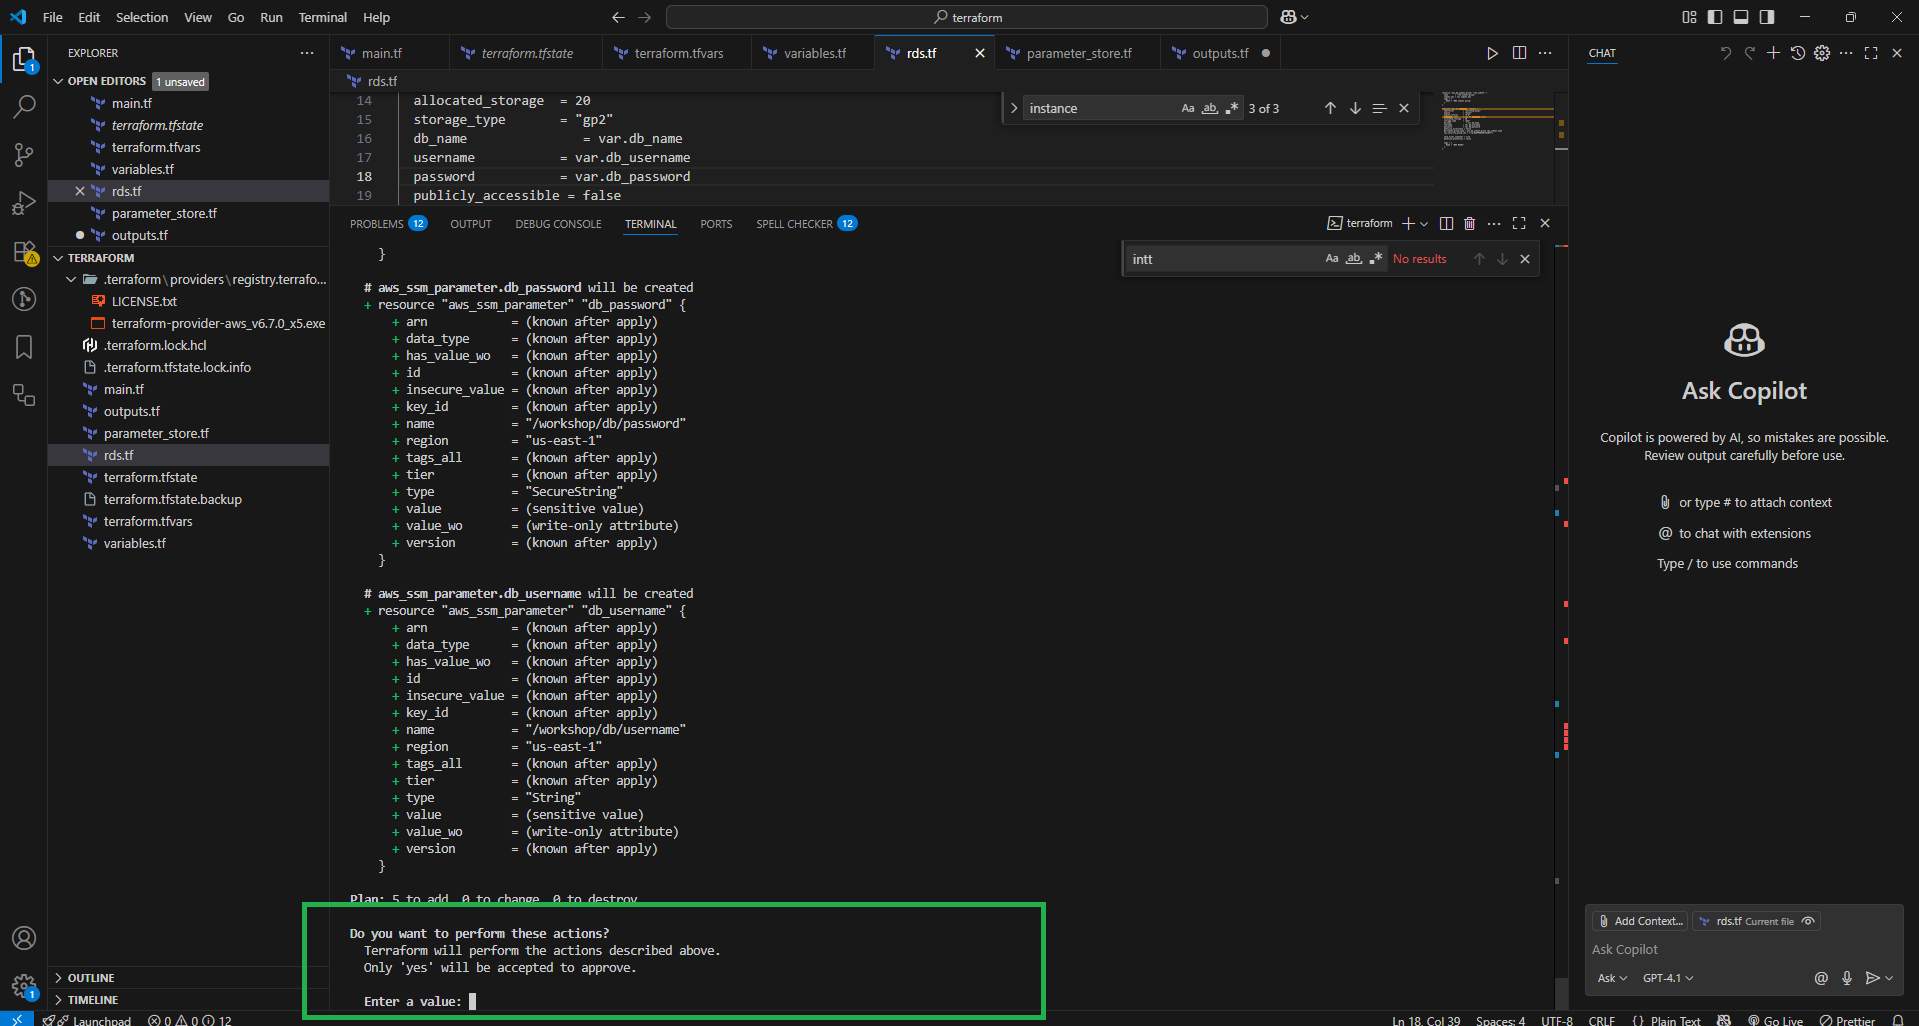 File Edit Selection View Go Run Terminal Help
terraform
EXPLORER
OPEN EDITORS 1 unsaved
main.tf
terraform.tfstate
terraform.tfvars
variables.tf
rds.tf
parameter_store.tf
outputs.tf
TERRAFORM
.terraform\providers\registry.terrafo...
LICENSE.txt
terraform-provider-aws_v6.7.0_x5.exe
.terraform.lock.hcl
.terraform.tfstate.lock.info
main.tf
outputs.tf
parameter_store.tf
rds.tf
terraform.tfstate
terraform.tfstate.backup
terraform.tfvars
variables.tf
OUTLINE
TIMELINE
main.tf terraform.tfstate terraform.tfvars variables.tf rds.tf parameter_store.tf outputs.tf
rds.tf
14 allocated_storage = 20
15 storage_type = "gp2"
16 db_name = var.db_name
17 username = var.db_username
18 password = var.db_password
19 publicly_accessible = false
instance Aa ab .* 3 of 3
PROBLEMS 12 OUTPUT DEBUG CONSOLE TERMINAL PORTS SPELL CHECKER 12
terraform
intt Aa ab .* No results
}
# aws_ssm_parameter.db_password will be created
+ resource "aws_ssm_parameter" "db_password" {
+ arn = (known after apply)
+ data_type = (known after apply)
+ has_value_wo = (known after apply)
+ id = (known after apply)
+ insecure_value = (known after apply)
+ key_id = (known after apply)
+ name = "/workshop/db/password"
+ region = "us-east-1"
+ tags_all = (known after apply)
+ tier = (known after apply)
+ type = "SecureString"
+ value = (sensitive value)
+ value_wo = (write-only attribute)
+ version = (known after apply)
}
# aws_ssm_parameter.db_username will be created
+ resource "aws_ssm_parameter" "db_username" {
+ arn = (known after apply)
+ data_type = (known after apply)
+ has_value_wo = (known after apply)
+ id = (known after apply)
+ insecure_value = (known after apply)
+ key_id = (known after apply)
+ name = "/workshop/db/username"
+ region = "us-east-1"
+ tags_all = (known after apply)
+ tier = (known after apply)
+ type = "String"
+ value = (sensitive value)
+ value_wo = (write-only attribute)
+ version = (known after apply)
}
Plan: 5 to add, 0 to change, 0 to destroy
Do you want to perform these actions?
Terraform will perform the actions described above.
Only 'yes' will be accepted to approve.
Enter a value:
CHAT
Ask Copilot
Copilot is powered by AI, so mistakes are possible.
Review output carefully before use.
or type # to attach context
@ to chat with extensions
Type / to use commands
Add Context... rds.tf Current file
Ask Copilot
Ask GPT-4.1
1
1
Launchpad 0 0 12
Ln 18, Col 39 Spaces: 4 UTF-8 CRLF {} Plain Text Go Live Prettier